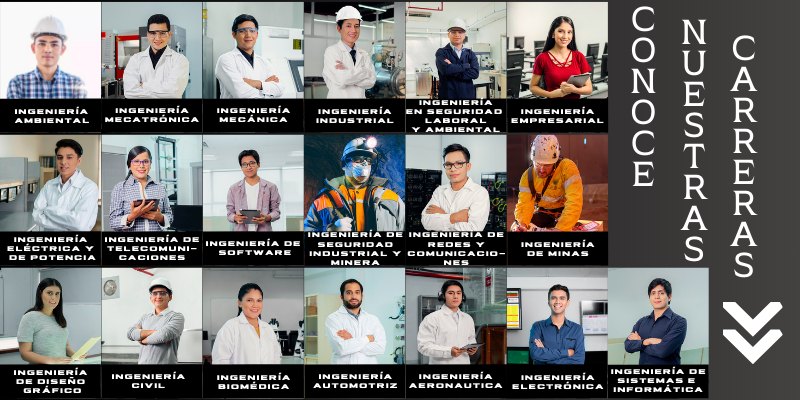 INGENIERÍA
AMBIENTAL
INGENIERÍA
MECATRÓNICA
INGENIERÍA
MECÁNICA
INGENIERÍA
INDUSTRIAL
INGENIERÍA
EN SEGURIDAD
LABORAL
Y AMBIENTAL
INGENIERÍA
EMPRESARIAL
INGENIERÍA
ELÉCTRICA Y
DE POTENCIA
INGENIERÍA DE
TELECOMUNI-
CACIONES
INGENIERÍA DE
SOFTWARE
INGENIERÍA DE
SEGURIDAD
INDUSTRIAL Y
MINERA
INGENIERÍA DE
REDES Y
COMUNICACIO-
NES
INGENIERÍA
DE MINAS
INGENIERÍA
DE DISEÑO
GRÁFICO
INGENIERÍA
CIVIL
INGENIERÍA
BIOMÉDICA
INGENIERÍA
AUTOMOTRIZ
INGENIERÍA
AERONAUTICA
INGENIERÍA
ELECTRÓNICA
INGENIERÍA DE
SISTEMAS E
INFORMÁTICA
CONOCE
NUESTRAS
CARRERAS